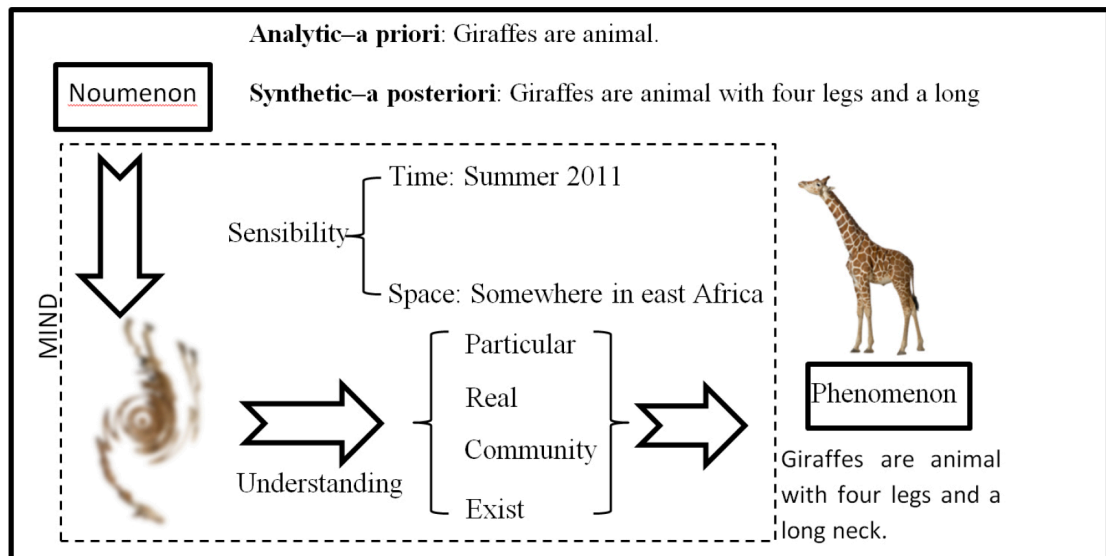 Analytic–a priori: Giraffes are animal.
Noumenon
Synthetic–a posteriori: Giraffes are animal with four legs and a long
Time: Summer 2011
Sensibility
Space: Somewhere in east Africa
MIND
Particular
Real
Community
Exist
Understanding
Phenomenon
Giraffes are animal
with four legs and a
long neck.